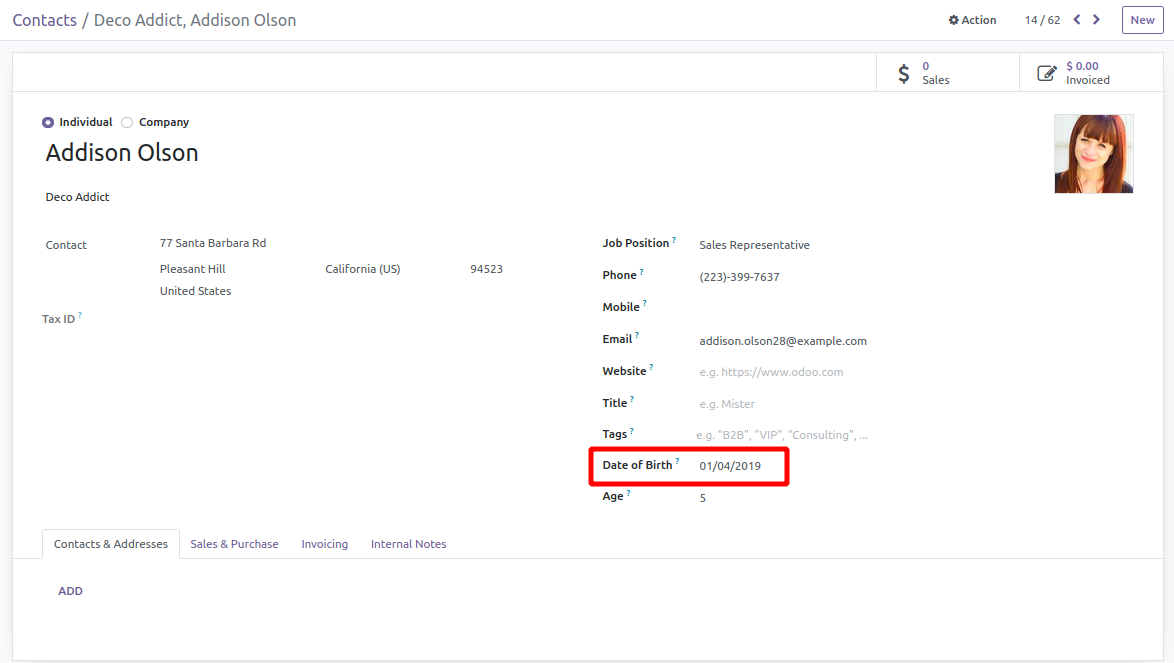 Contacts / Deco Addict, Addison Olson Action 14 / 62 New
0
Sales
$ 0.00
Invoiced
Individual Company
Addison Olson
Deco Addict
Contact 77 Santa Barbara Rd
Pleasant Hill California (US) 94523
United States
Tax ID ?
Job Position ? Sales Representative
Phone ? (223)-399-7637
Mobile ?
Email ? addison.olson28@example.com
Website ? e.g. https://www.odoo.com
Title ? e.g. Mister
Tags ? e.g. "B2B", "VIP", "Consulting", ...
Date of Birth ? 01/04/2019
Age ? 5
Contacts & Addresses Sales & Purchase Invoicing Internal Notes
ADD